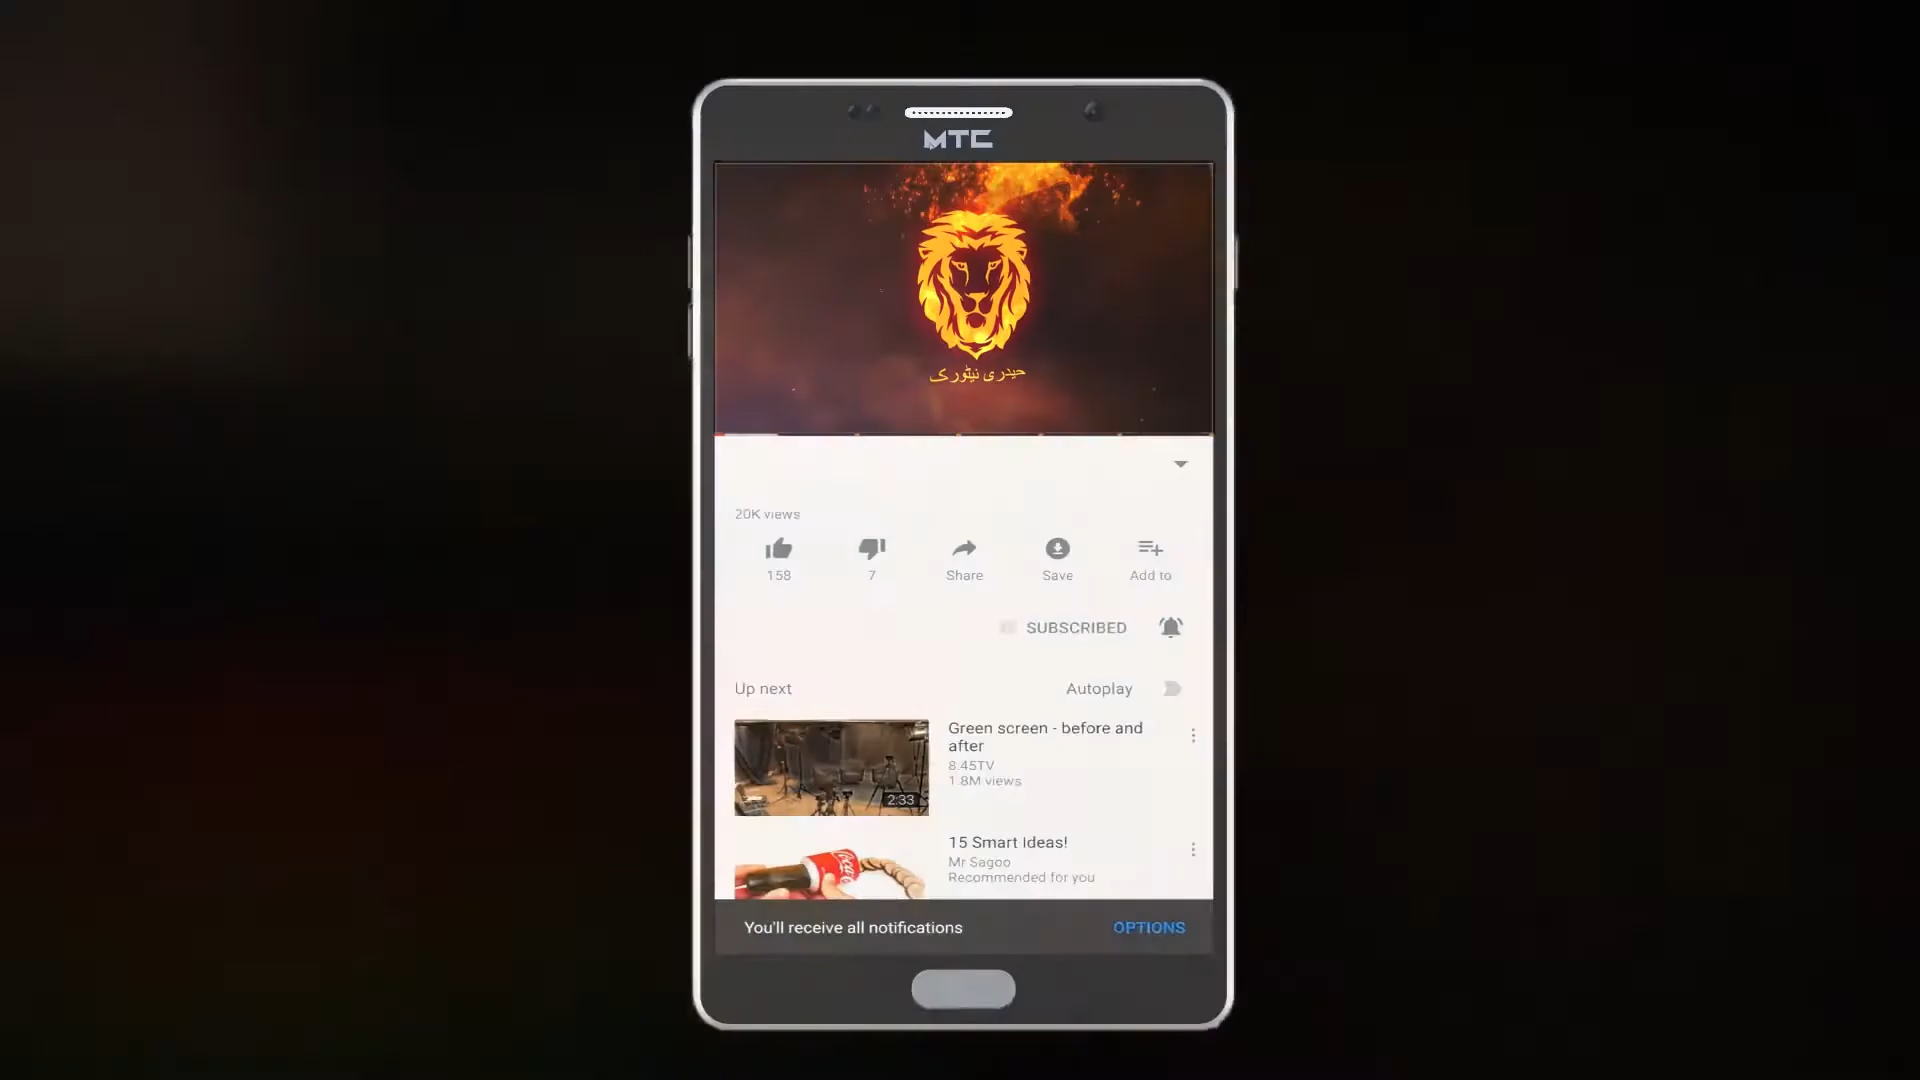 MTC
حیدری نیٹورک
20K views
158
7
Share
Save
Add to
SUBSCRIBED
Up next
Autoplay
Green screen - before and
after
8.45TV
1.8M views
2:33
15 Smart Ideas!
Mr Sagoo
Recommended for you
You'll receive all notifications
OPTIONS